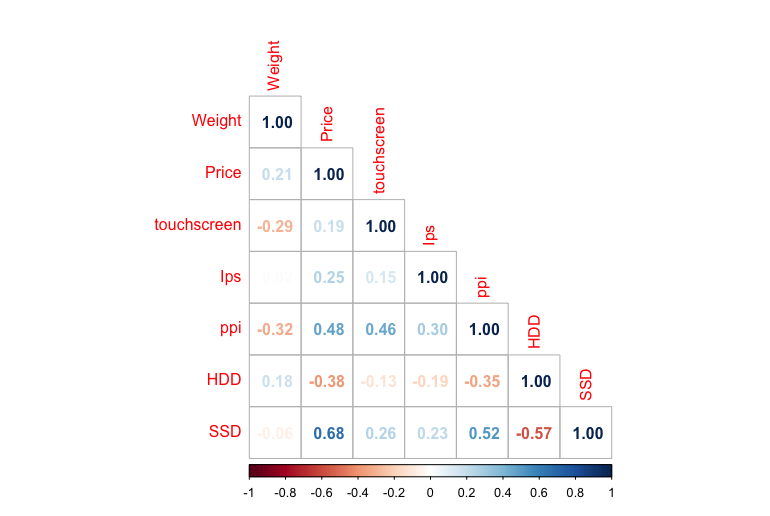 Weight
Weight 1.00 Price
Price 0.21 1.00 touchscreen
touchscreen -0.29 0.19 1.00 Ips
Ips 0.25 0.15 1.00 ppi
ppi -0.32 0.48 0.46 0.30 1.00 HDD
HDD 0.18 -0.38 -0.13 -0.19 -0.35 1.00 SSD
SSD -0.06 0.68 0.26 0.23 0.52 -0.57 1.00
-1 -0.8 -0.6 -0.4 -0.2 0 0.2 0.4 0.6 0.8 1